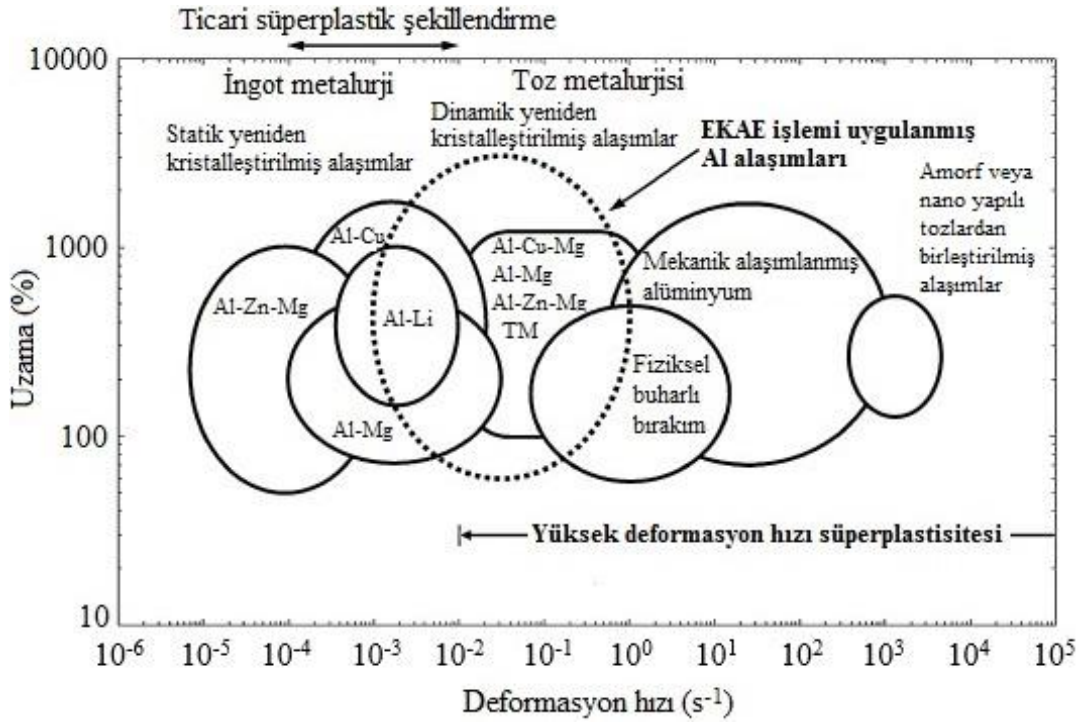 Ticari süperplastik şekillendirme
İngot metalurji
Toz metalurjisi
Statik yeniden
kristalleştirilmiş alaşımlar
Dinamik yeniden
kristalleştirilmiş alaşımlar
EKAE işlemi uygulanmış
Al alaşımları
Amorf veya
nano yapılı
tozlardan
birleştirilmiş
alaşımlar
Al-Zn-Mg
Al-Cu
Al-Li
Al-Mg
Al-Cu-Mg
Al-Mg
Al-Zn-Mg
TM
Mekanik alaşımlanmış
alüminyum
Fiziksel
buharlı
bırakım
Yüksek deformasyon hızı süperplastisitesi
Uzama (%)
10000
1000
100
10
10⁻⁶ 10⁻⁵ 10⁻⁴ 10⁻³ 10⁻² 10⁻¹ 10⁰ 10¹ 10² 10³ 10⁴ 10⁵
Deformasyon hızı (s⁻¹)